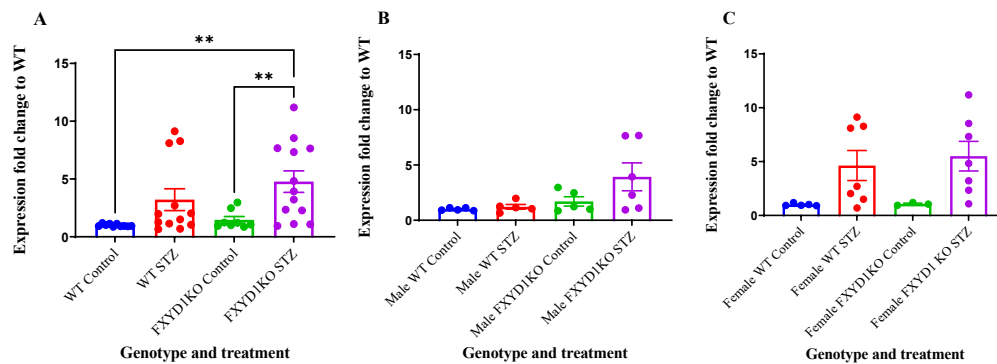 A
Expression fold change to WT
15
10
5
0
**
**
WT Control
WT STZ
FXYD1KO Control
FXYD1KO STZ
Genotype and treatment
B
Expression fold change to WT
15
10
5
0
Male WT Control
Male WT STZ
Male FXYD1KO Control
Male FXYD1KO STZ
Genotype and treatment
C
Expression fold change to WT
15
10
5
0
Female WT Control
Female WT STZ
Female FXYD1KO Control
Female FXYD1 KO STZ
Genotype and treatment